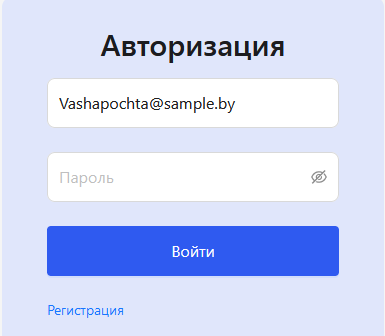 Авторизация
Vashapochta@sample.by
Пароль
Войти
Регистрация